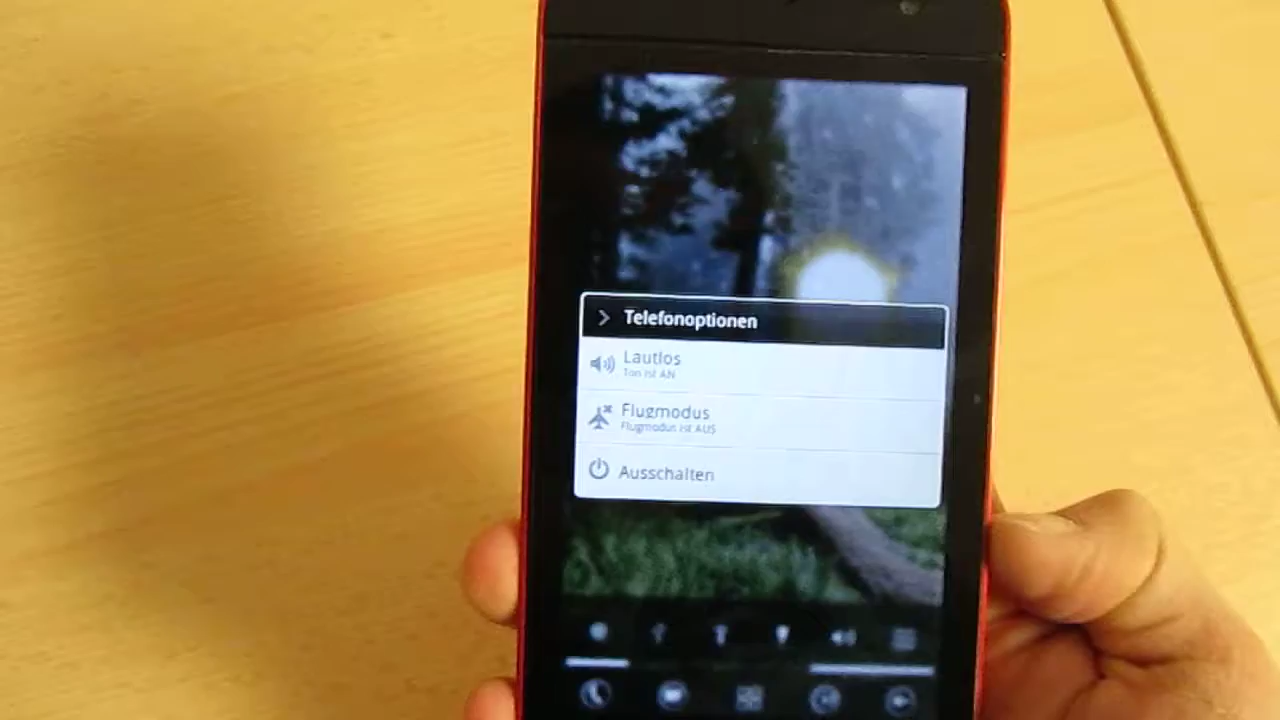 Telefonoptionen
Lautlos
Ton ist AN
Flugmodus
Flugmodus ist AUS
Ausschalten